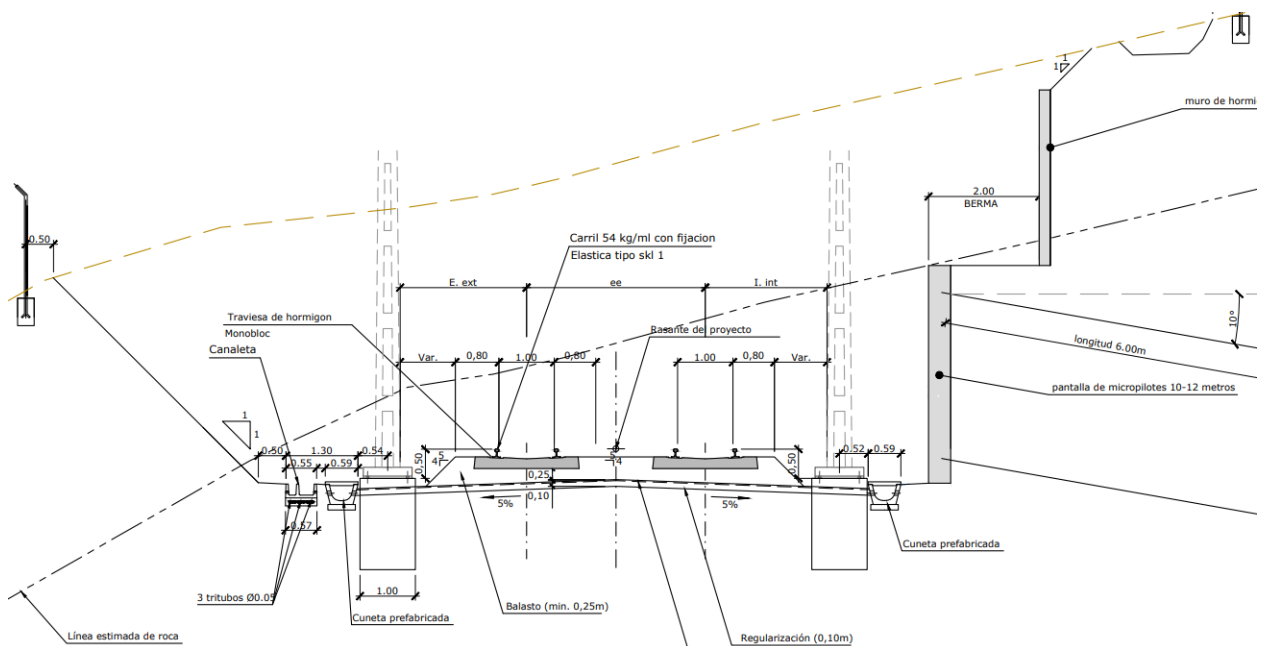 1
1
muro de hormi
2.00
BERMA
0.50
Carril 54 kg/ml con fijacion
Elastica tipo skl 1
E. ext
ee
I. int
10°
Traviesa de hormigon
Monobloc
Canaleta
Rasante del proyecto
longitud 6.00m
Var.
0,80
1.00
0,80
1.00
0,80
Var.
pantalla de micropilotes 10-12 metros
1
1
0.50
1.30
0.54
0.52
0.59
0.55
0.59
0,50
5
4
4
0,50
0,25
0,10
5%
5%
0.57
Cuneta prefabricada
1.00
3 tritubos Ø0.05
Balasto (min. 0,25m)
Cuneta prefabricada
Línea estimada de roca
Regularización (0,10m)